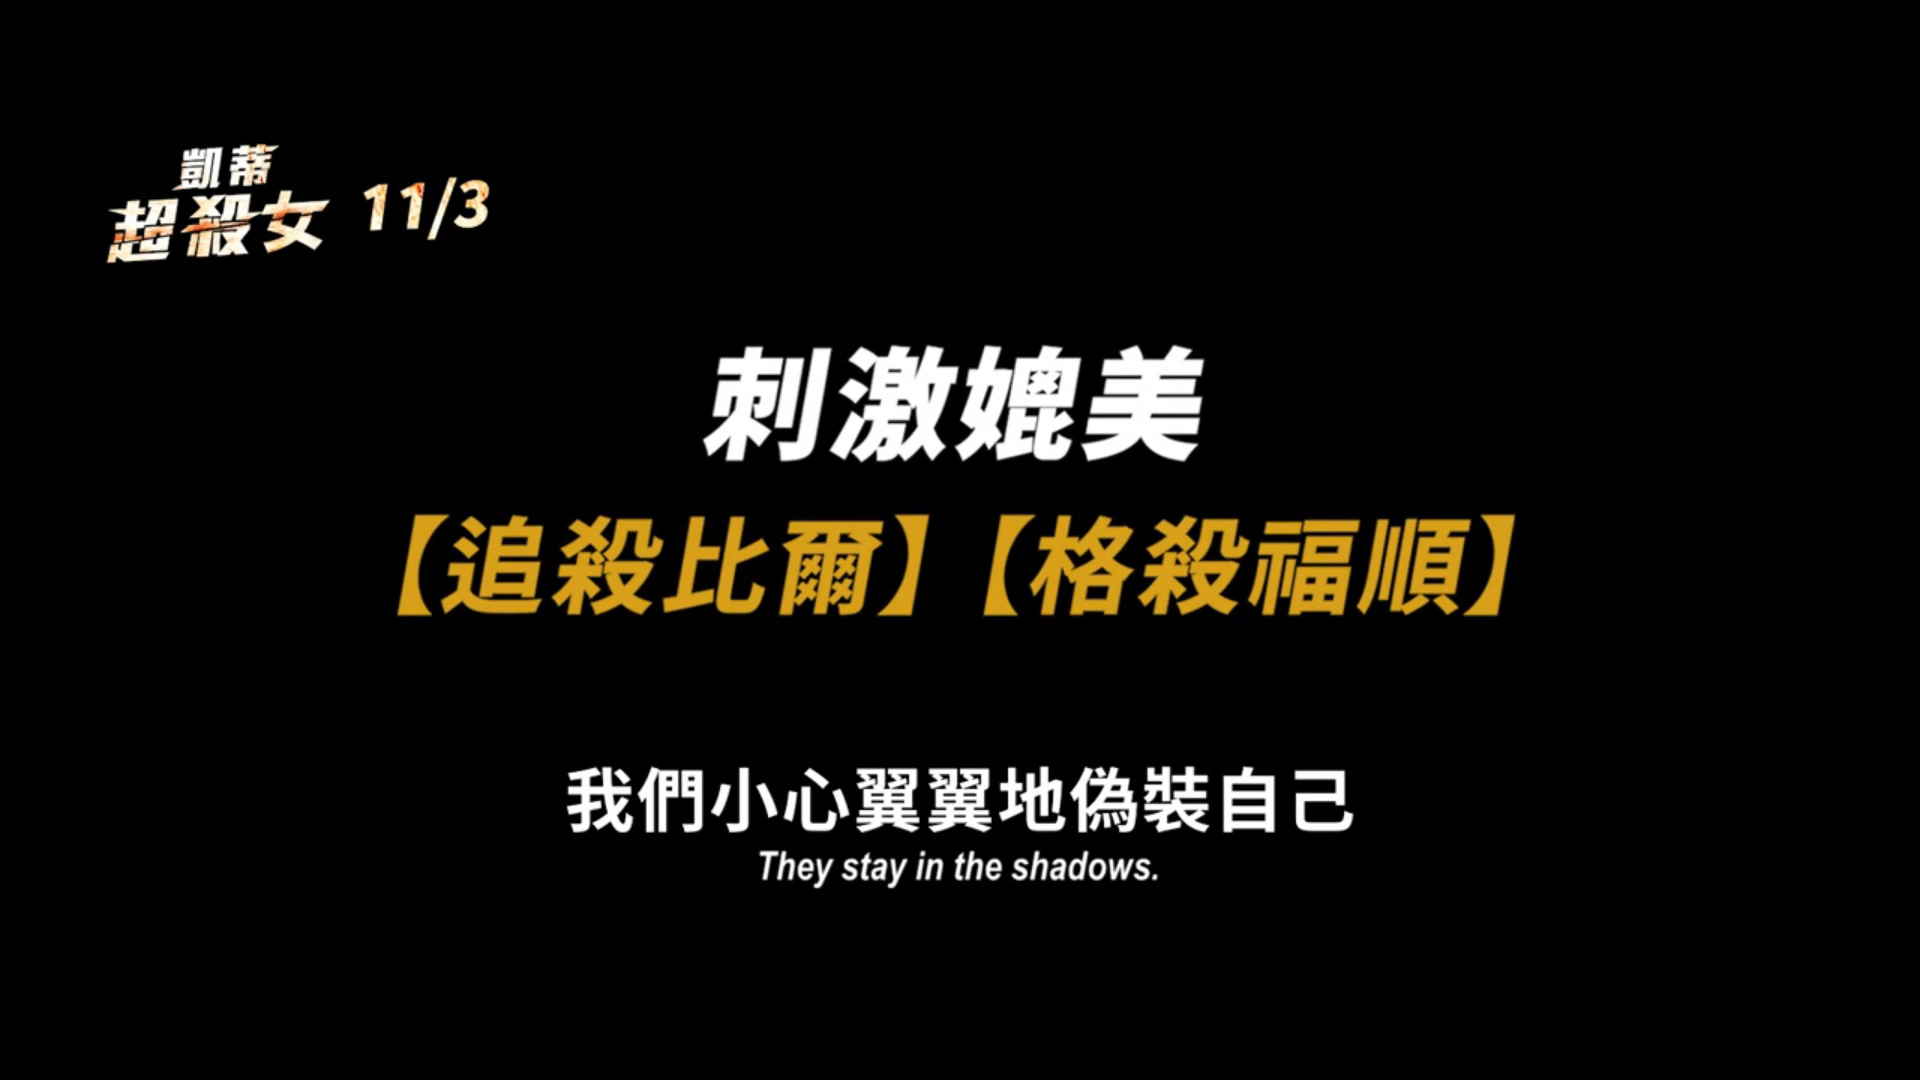 凱蒂
超殺女 11/3
刺激媲美
【追殺比爾】【格殺福順】
我們小心翼翼地偽裝自己
They stay in the shadows.